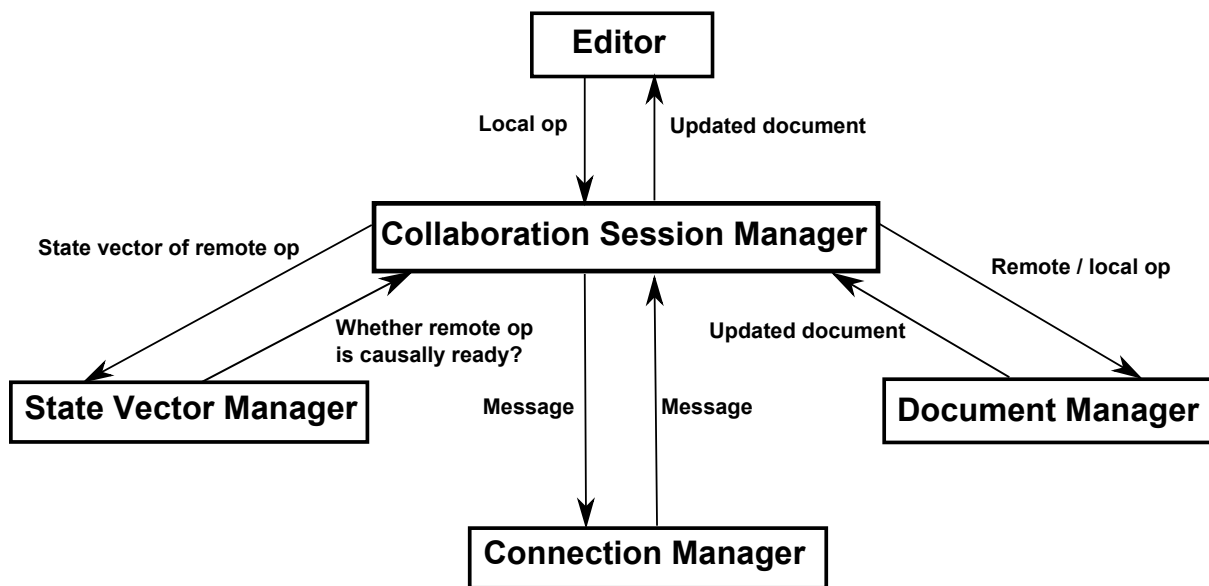 Editor
Local op
Updated document
Collaboration Session Manager
State vector of remote op
Remote / local op
Whether remote op
is causally ready?
Updated document
State Vector Manager
Message
Message
Document Manager
Connection Manager